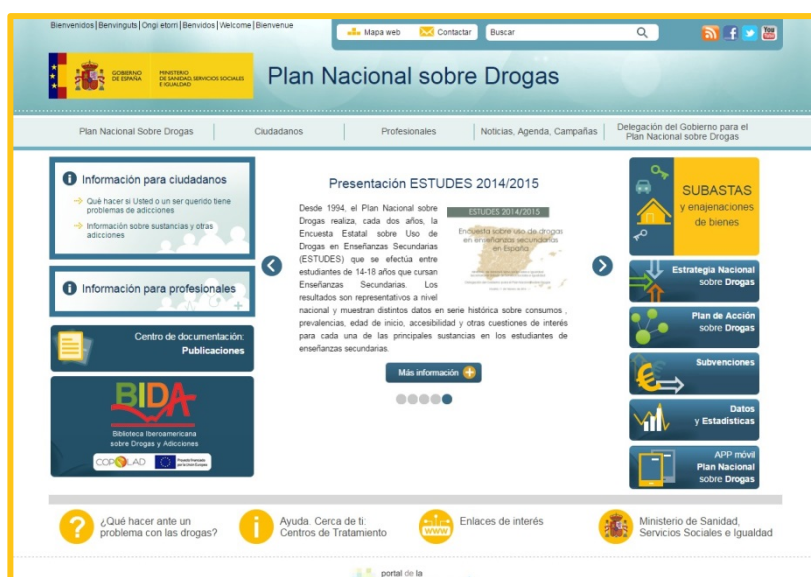 Bienvenidos|Benvinguts|Ongi etorri|Benvidos|Welcome|Bienvenue
Mapa web
Contactar
Buscar
You
Tube
GOBIERNO
DE ESPAÑA
MINISTERIO
DE SANIDAD, SERVICIOS SOCIALES
E IGUALDAD
Plan Nacional sobre Drogas
Plan Nacional Sobre Drogas
Ciudadanos
Profesionales
Noticias, Agenda, Campañas
Delegación del Gobierno para el
Plan Nacional sobre Drogas
Información para ciudadanos
Qué hacer si Usted o un ser querido tiene
problemas de adicciones
Información sobre sustancias y otras
adicciones
Información para profesionales
Centro de documentación:
Publicaciones
BIDA
Biblioteca Iberoamericana
sobre Drogas y Adicciones
COPOLAD
Presentación ESTUDES 2014/2015
Desde 1994, el Plan Nacional sobre
Drogas realiza, cada dos años, la
Encuesta Estatal sobre Uso de
Drogas en Enseñanzas Secundarias
(ESTUDES) que se efectúa entre
estudiantes de 14-18 años que cursan
Enseñanzas Secundarias. Los
resultados son representativos a nivel
nacional y muestran distintos datos en serie histórica sobre consumos ,
prevalencias, edad de inicio, accesibilidad y otras cuestiones de interés
para cada una de las principales sustancias en los estudiantes de
enseñanzas secundarias.
ESTUDES 2014/2015
Encuesta sobre uso de drogas
en enseñanzas secundarias
en España
Más información
SUBASTAS
y enajenaciones
de bienes
Estrategia Nacional
sobre Drogas
Plan de Acción
sobre Drogas
Subvenciones
Datos
y Estadísticas
APP móvil
Plan Nacional
sobre Drogas
¿Qué hacer ante un
problema con las drogas?
Ayuda. Cerca de ti:
Centros de Tratamiento
www
Enlaces de interés
Ministerio de Sanidad,
Servicios Sociales e Igualdad
portal de la